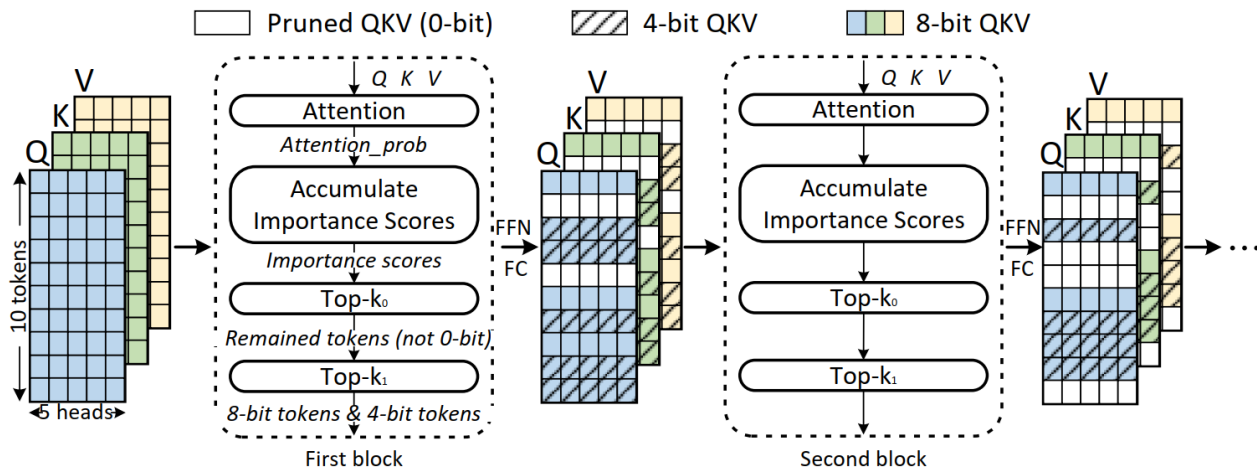 Pruned QKV (0-bit)
4-bit QKV
8-bit QKV
V
K
Q
10 tokens
5 heads
Q K V
Attention
Attention_prob
Accumulate
Importance Scores
Importance scores
Top-k₀
Remained tokens (not 0-bit)
Top-k₁
8-bit tokens & 4-bit tokens
First block
FFN
FC
V
K
Q
Q K V
Attention
Accumulate
Importance Scores
Top-k₀
Top-k₁
Second block
FFN
FC
V
K
Q
...